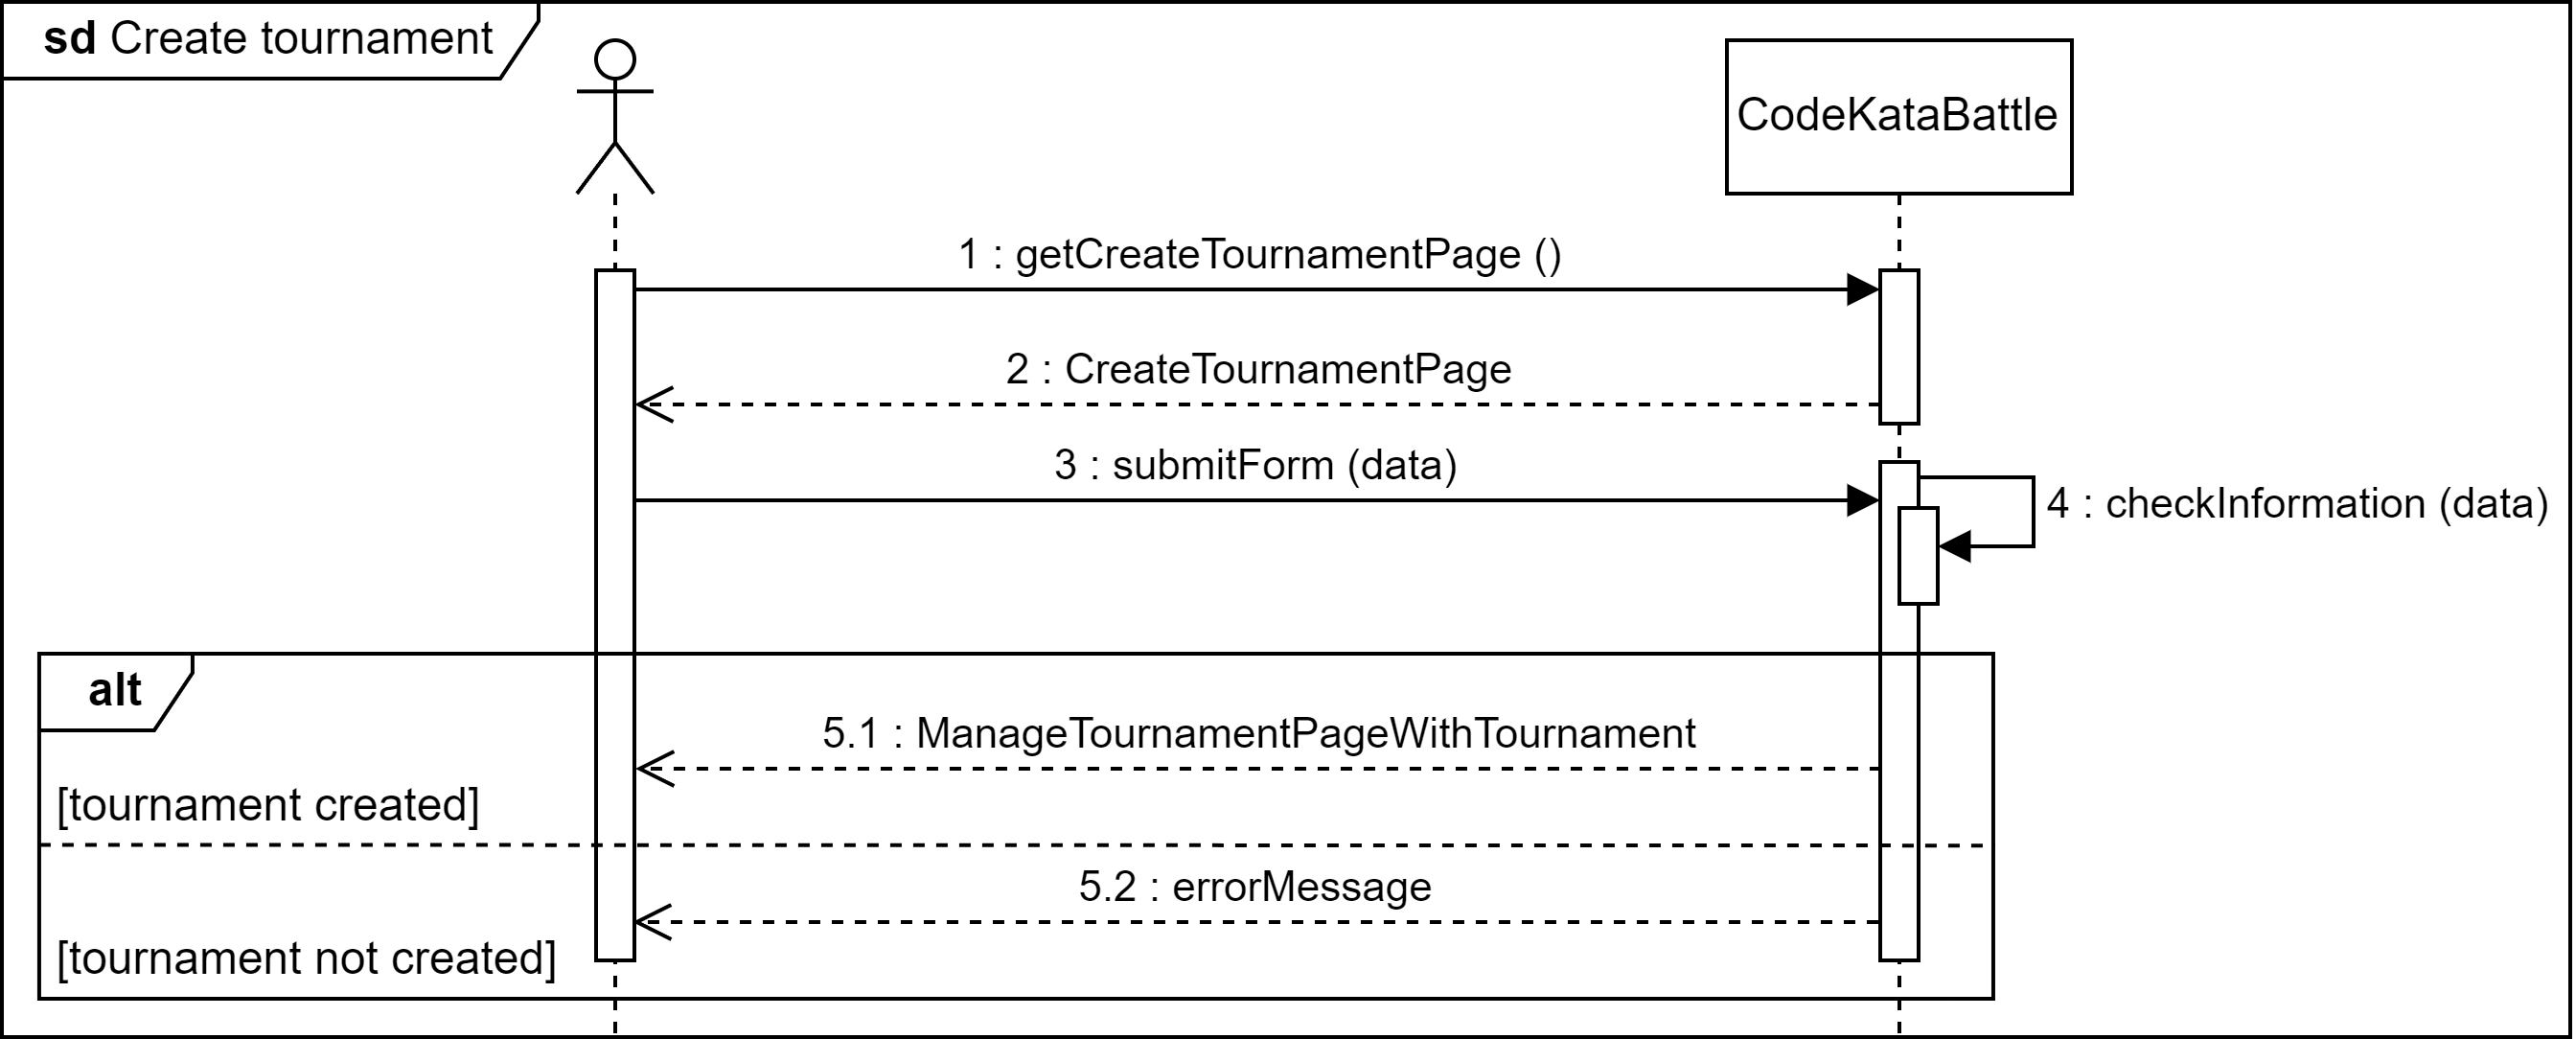 sd Create tournament
CodeKataBattle
1 : getCreateTournamentPage ()
2 : CreateTournamentPage
3 : submitForm (data)
4 : checkInformation (data)
alt
5.1 : ManageTournamentPageWithTournament
[tournament created]
5.2 : errorMessage
[tournament not created]